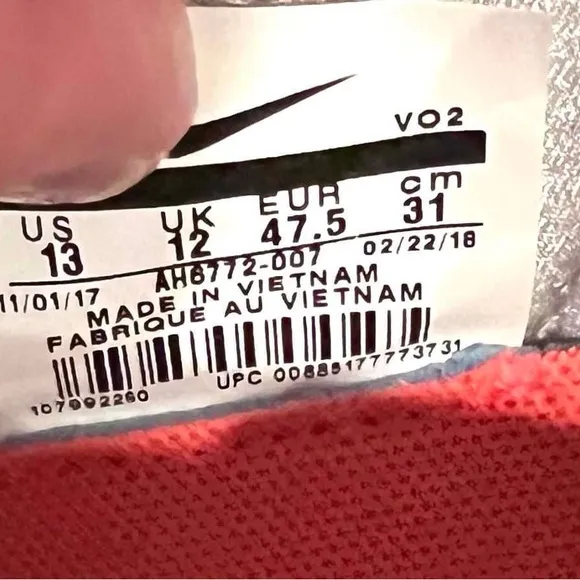 VO2
US UK EUR cm
13 12 47.5 31
11/01/17 AH6772-007 02/22/18
MADE IN VIETNAM
FABRIQUE AU VIETNAM
107992260 UPC 00888177773731